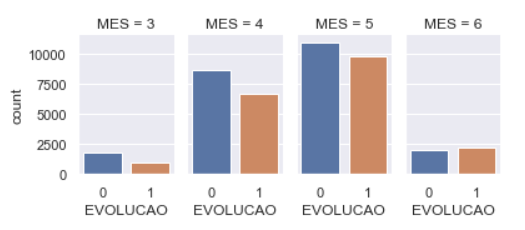 MES = 3 MES = 4 MES = 5 MES = 6
10000
7500
5000
2500
0
count
0 1 0 1 0 1 0 1
EVOLUCAO EVOLUCAO EVOLUCAO EVOLUCAO